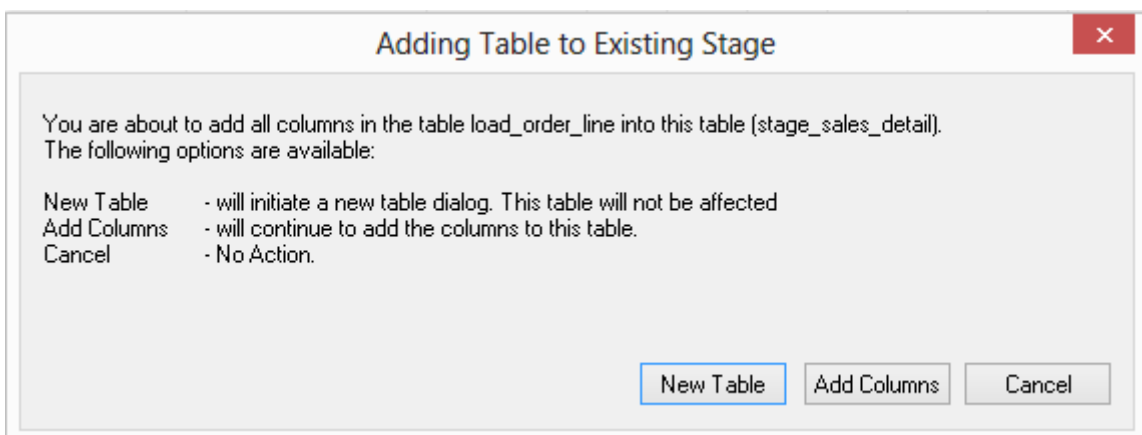 Adding Table to Existing Stage
You are about to add all columns in the table load_order_line into this table (stage_sales_detail).
The following options are available:
New Table - will initiate a new table dialog. This table will not be affected
Add Columns - will continue to add the columns to this table.
Cancel - No Action.
New Table Add Columns Cancel